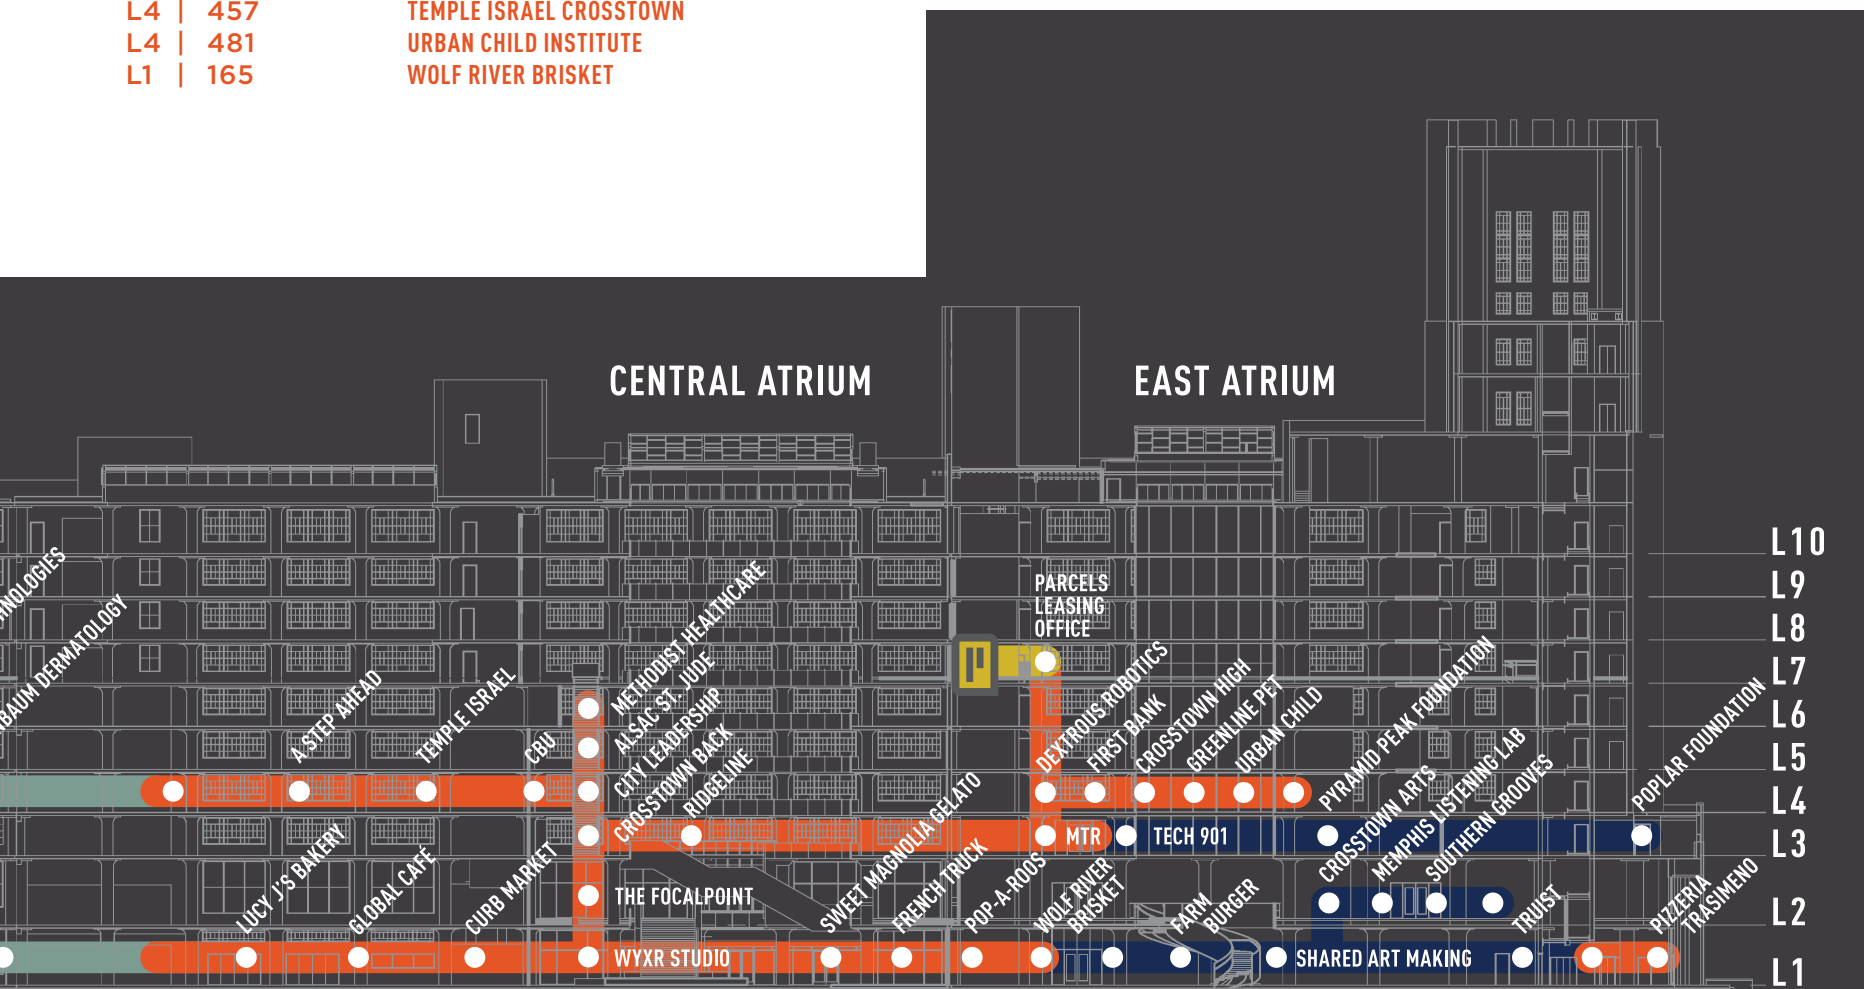 L4 | 457 TEMPLE ISRAEL CROSSTOWN
L4 | 481 URBAN CHILD INSTITUTE
L1 | 165 WOLF RIVER BRISKET
CENTRAL ATRIUM
EAST ATRIUM
L10
L9
L8
L7
L6
L5
L4
L3
L2
L1
PARCELS
LEASING
OFFICE
DERMATOLOGY
A STEP AHEAD
TEMPLE ISRAEL
CBU
METHODIST HEALTHCARE
ALSAC ST. JUDE
CITY LEADERSHIP
CROSSTOWN BACK
RIDGELINE
DEXTROUS ROBOTICS
FIRST BANK
CROSSTOWN HIGH
GREENLINE PET
URBAN CHILD
PYRAMID PEAK FOUNDATION
POPLAR FOUNDATION
MTR
TECH 901
CROSSTOWN ARTS
MEMPHIS LISTENING LAB
SOUTHERN GROOVES
THE FOCALPOINT
LUCY J'S BAKERY
GLOBAL CAFÉ
CURB MARKET
WYXR STUDIO
SWEET MAGNOLIA GELATO
FRENCH TRUCK
POP-A-ROOS
WOLF RIVER
BRISKET
FARM
BURGER
SHARED ART MAKING
TRUIST
PIZZERIA
TRASIMENO